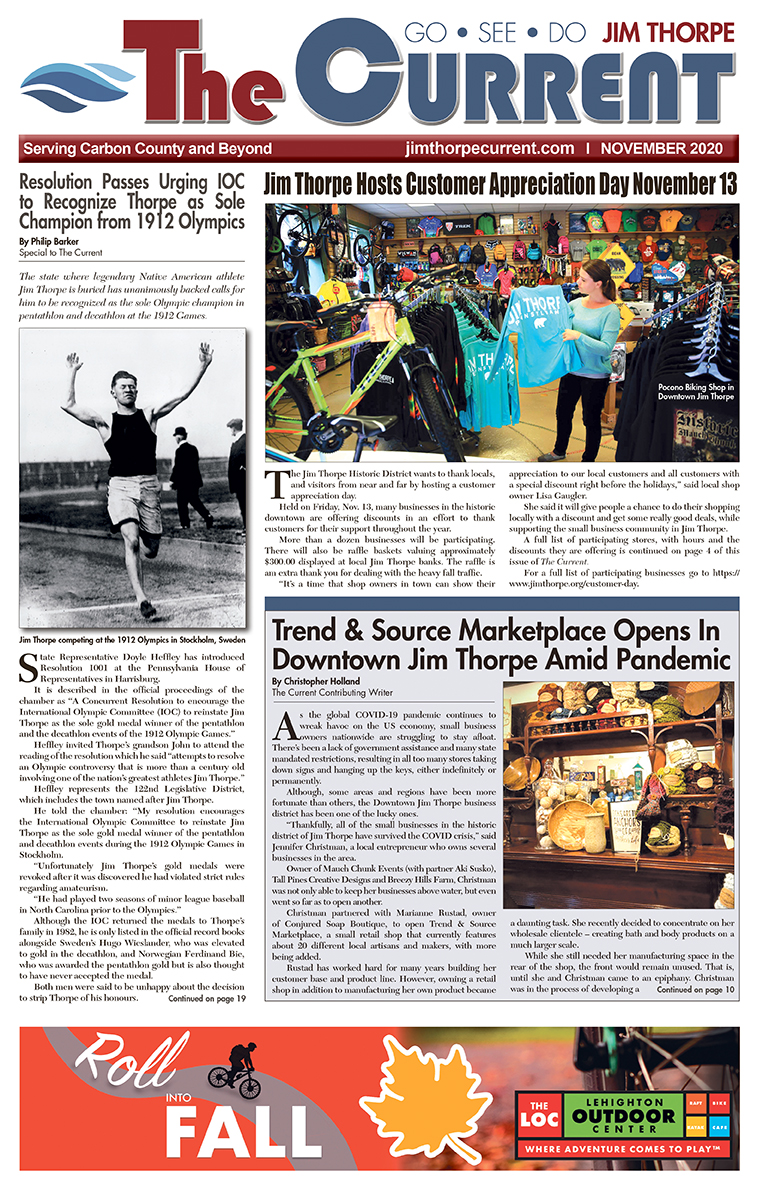 GO • SEE • DO JIM THORPE
The CURRENT
Serving Carbon County and Beyond
jimthorpecurrent.com I NOVEMBER 2020
Resolution Passes Urging IOC
to Recognize Thorpe as Sole
Champion from 1912 Olympics
By Philip Barker
Special to The Current
The state where legendary Native American athlete
Jim Thorpe is buried has unanimously backed calls for
him to be recognized as the sole Olympic champion in
pentathlon and decathlon at the 1912 Games.
Jim Thorpe competing at the 1912 Olympics in Stockholm, Sweden
State Representative Doyle Heffley has introduced
Resolution 1001 at the Pennsylvania House of
Representatives in Harrisburg.
It is described in the official proceedings of the
chamber as “A Concurrent Resolution to encourage the
International Olympic Committee (IOC) to reinstate Jim
Thorpe as the sole gold medal winner of the pentathlon
and the decathlon events of the 1912 Olympic Games.”
Heffley invited Thorpe's grandson John to attend the
reading of the resolution which he said “attempts to resolve
an Olympic controversy that is more than a century old
involving one of the nation's greatest athletes Jim Thorpe.”
Heffley represents the 122nd Legislative District,
which includes the town named after Jim Thorpe.
He told the chamber: “My resolution encourages
the International Olympic Committee to reinstate Jim
Thorpe as the sole gold medal winner of the pentathlon
and decathlon events during the 1912 Olympic Games in
Stockholm.
“Unfortunately Jim Thorpe's gold medals were
revoked after it was discovered he had violated strict rules
regarding amateurism.
“He had played two seasons of minor league baseball
in North Carolina prior to the Olympics.”
Although the IOC returned the medals to Thorpe's
family in 1982, he is only listed in the official record books
alongside Sweden's Hugo Wieslander, who was elevated
to gold in the decathlon, and Norwegian Ferdinand Bie,
who was awarded the pentathlon gold but is also thought
to have never accepted the medal.
Both men were said to be unhappy about the decision
to strip Thorpe of his honours. Continued on page 19
Jim Thorpe Hosts Customer Appreciation Day November 13
TREK
JIM THORPE
Pocono Biking Shop in
Downtown Jim Thorpe
Historic
The Jim Thorpe Historic District wants to thank locals,
and visitors from near and far by hosting a customer
appreciation day.
Held on Friday, Nov. 13, many businesses in the historic
downtown are offering discounts in an effort to thank
customers for their support throughout the year.
More than a dozen businesses will be participating.
There will also be raffle baskets valuing approximately
$300.00 displayed at local Jim Thorpe banks. The raffle is
am extra thank you for dealing with the heavy fall traffic.
“It's a time that shop owners in town can show their
appreciation to our local customers and all customers with
a special discount right before the holidays,” said local shop
owner Lisa Gaugler.
She said it will give people a chance to do their shopping
locally with a discount and get some really good deals, while
supporting the small business community in Jim Thorpe.
A full list of participating stores, with hours and the
discounts they are offering is continued on page 4 of this
issue of The Current.
For a full list of participating businesses go to https://
www.jimthorpe.org/customer-day.
Trend & Source Marketplace Opens In
Downtown Jim Thorpe Amid Pandemic
By Christopher Holland
The Current Contributing Writer
As the global COVID-19 pandemic continues to
wreak havoc on the US economy, small business
owners nationwide are struggling to stay afloat.
There's been a lack of government assistance and many state
mandated restrictions, resulting in all too many stores taking
down signs and hanging up the keys, either indefinitely or
permanently.
Although, some areas and regions have been more
fortunate than others, the Downtown Jim Thorpe business
district has been one of the lucky ones.
“Thankfully, all of the small businesses in the historic
district of Jim Thorpe have survived the COVID crisis,” said
Jennifer Christman, a local entrepreneur who owns several
businesses in the area.
Owner of Mauch Chunk Events (with partner Aki Susko),
Tall Pines Creative Designs and Breezy Hills Farm, Christman
was not only able to keep her businesses above water, but even
went so far as to open another.
Christman partnered with Marianne Rustad, owner
of Conjured Soap Boutique, to open Trend & Source
Marketplace, a small retail shop that currently features
about 20 different local artisans and makers, with more
being added.
Rustad has worked hard for many years building her
customer base and product line. However, owning a retail
shop in addition to manufacturing her own product became
a daunting task. She recently decided to concentrate on her
wholesale clientele – creating bath and body products on a
much larger scale.
While she still needed her manufacturing space in the
rear of the shop, the front would remain unused. That is,
until she and Christman came to an epiphany. Christman
was in the process of developing a Continued on page 10
Roll
INTO
FALL
THE
LOC
LEHIGHTON
OUTDOOR
CENTER
RAFT BIKE
KAYAK CAFE
WHERE ADVENTURE COMES TO PLAY™